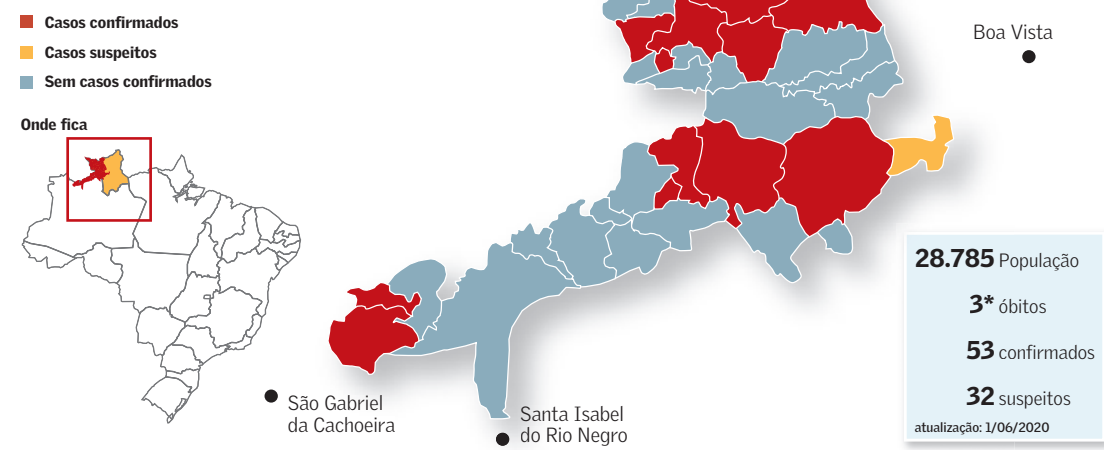 Casos confirmados
Casos suspeitos
Sem casos confirmados
Onde fica
Boa Vista
São Gabriel
da Cachoeira
Santa Isabel
do Rio Negro
28.785 População
3* óbitos
53 confirmados
32 suspeitos
atualização: 1/06/2020